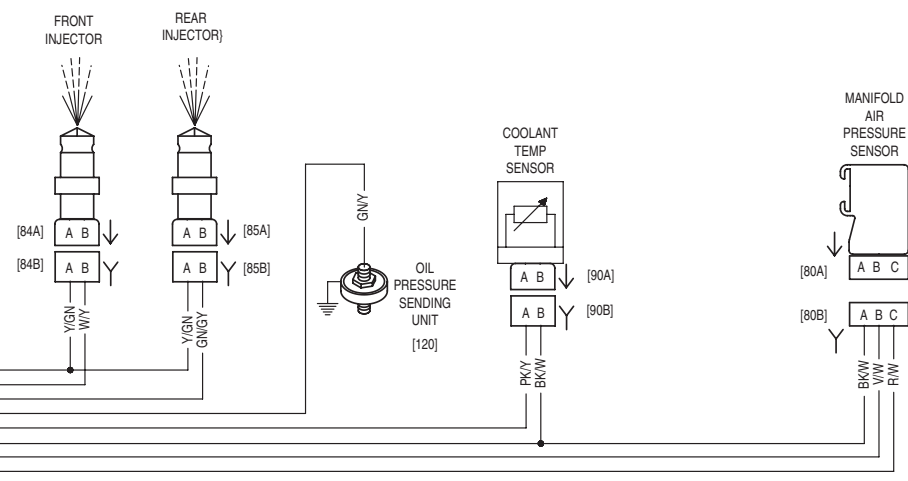 FRONT
INJECTOR
REAR
INJECTOR}
[84A]
A B
A B
[85A]
[84B]
A B
A B
[85B]
Y/GN
W/Y
Y/GN
GN/GY
GN/Y
OIL
PRESSURE
SENDING
UNIT
[120]
COOLANT
TEMP
SENSOR
A B
[90A]
A B
[90B]
PK/Y
BK/W
MANIFOLD
AIR
PRESSURE
SENSOR
[80A]
A B C
[80B]
A B C
BK/W
V/W
R/W